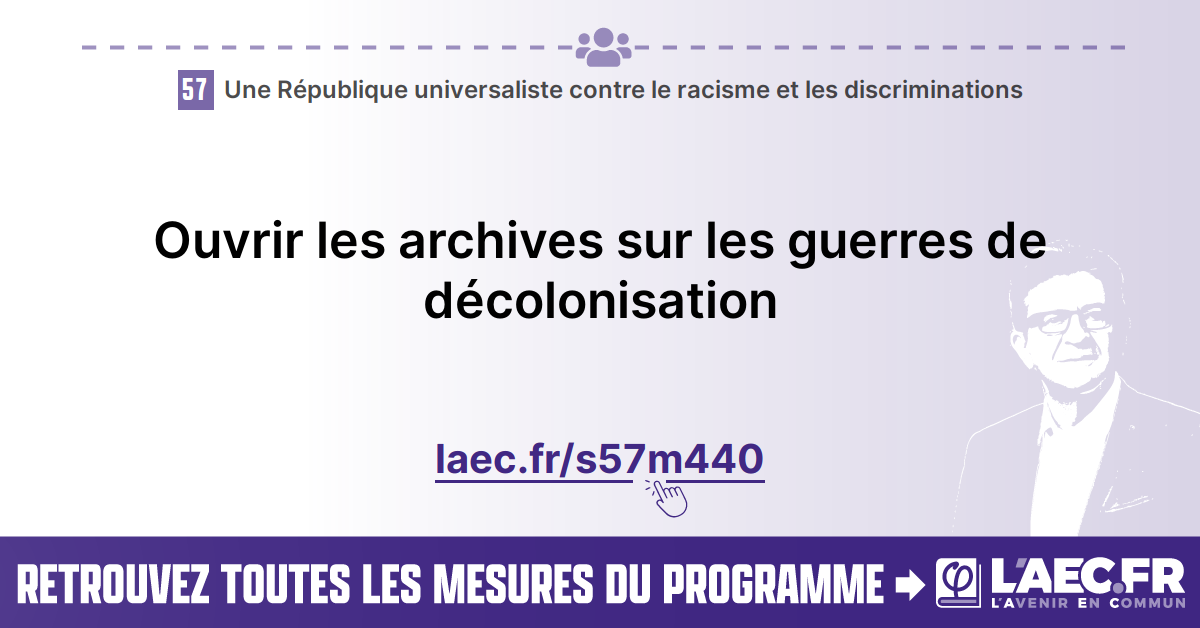 57 Une République universaliste contre le racisme et les discriminations
Ouvrir les archives sur les guerres de
décolonisation
laec.fr/s57m440
RETROUVEZ TOUTES LES MESURES DU PROGRAMME
φ L'AEC.FR
L'AVENIR EN COMMUN